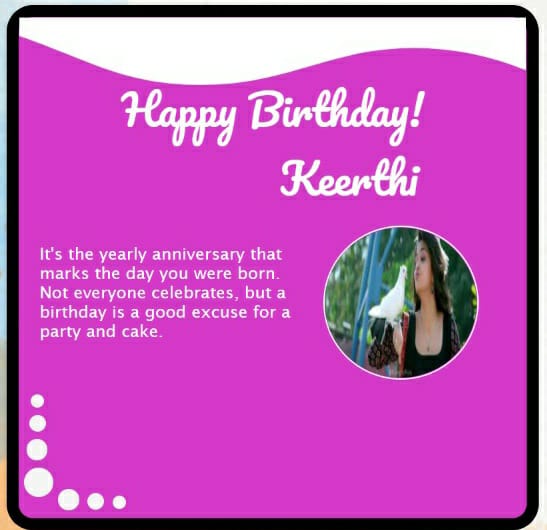 Happy Birthday!
Keerthi
It's the yearly anniversary that
marks the day you were born.
Not everyone celebrates, but a
birthday is a good excuse for a
party and cake.